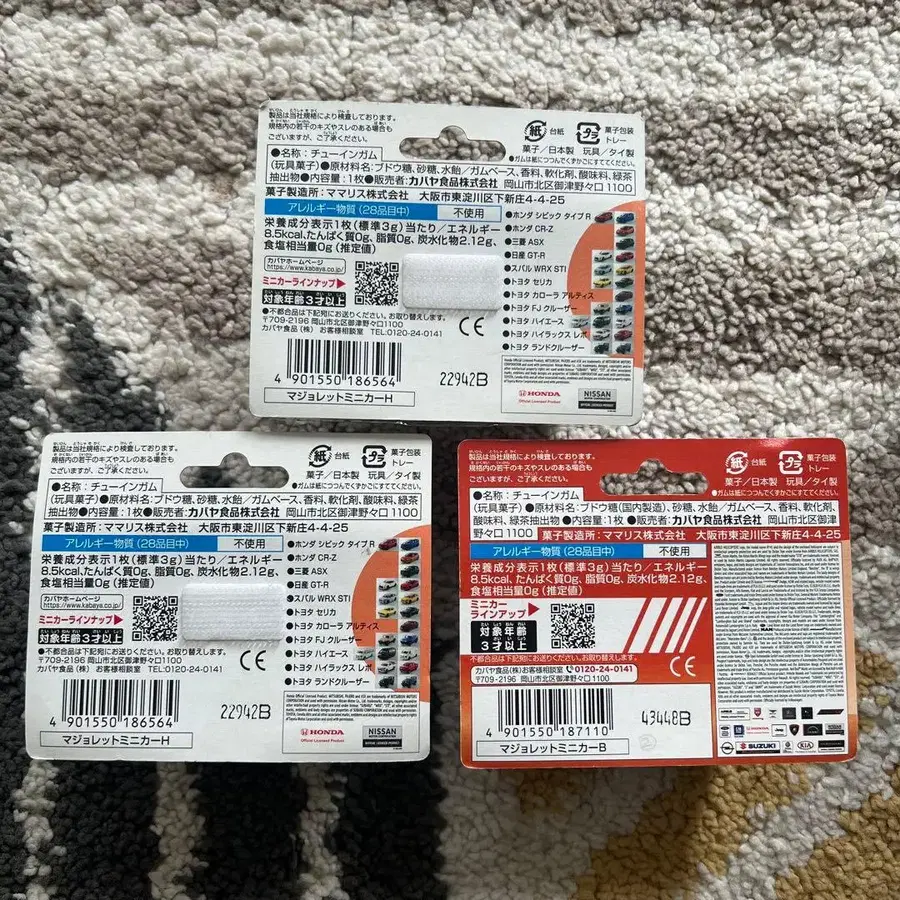 製品は当社規格により検査しております。
規格内の若干のキズやスレのある場合も
ございますが、ご了承ください。
紙 台紙
プラ 菓子包装
トレー
菓子/日本製 玩具/タイ製
●ガムは紙につつんでくずかごにすててください。
●名称：チューインガム
(玩具菓子)●原材料名：ブドウ糖、砂糖、水飴/ガムベース、香料、軟化剤、酸味料、緑茶
抽出物●内容量：1枚●販売者：カバヤ食品株式会社 岡山市北区御津野々口1100
菓子製造所：ママリス株式会社 大阪市東淀川区下新庄4-4-25
アレルギー物質(28品目中) 不使用
栄養成分表示1枚(標準3g)当たり/エネルギー
8.5kcal、たんぱく質0g、脂質0g、炭水化物2.12g、
食塩相当量0g(推定値)
カバヤホームページ
https://www.kabaya.co.jp/
ミニカーラインナップ
対象年齢3才以上
●ホンダ シビック タイプ R
●ホンダ CR-Z
●三菱 ASX
●日産 GT-R
●スバル WRX STI
●トヨタ セリカ
●トヨタ カローラ アルティス
●トヨタ FJ クルーザー
●トヨタ ハイエース
●トヨタ ハイラックス レボ
●トヨタ ランドクルーザー
●不都合品は下記宛にお送りください。お取り替えします。
〒709-2196 岡山市北区御津野々口1100
カバヤ食品(株) お客様相談室 TEL:0120-24-0141
CE
4 901550 186564
マジョレットミニカーH
22942B
HONDA
Official Licensed Product
NISSAN
製品は当社規格により検査しております。
規格内の若干のキズやスレのある場合も
ございますが、ご了承ください。
紙 台紙
プラ 菓子包装
トレー
菓子/日本製 玩具/タイ製
●ガムは紙につつんでくずかごにすててください。
●名称：チューインガム
(玩具菓子)●原材料名：ブドウ糖、砂糖、水飴/ガムベース、香料、軟化剤、酸味料、緑茶
抽出物●内容量：1枚●販売者：カバヤ食品株式会社 岡山市北区御津野々口1100
菓子製造所：ママリス株式会社 大阪市東淀川区下新庄4-4-25
アレルギー物質(28品目中) 不使用
栄養成分表示1枚(標準3g)当たり/エネルギー
8.5kcal、たんぱく質0g、脂質0g、炭水化物2.12g、
食塩相当量0g(推定値)
カバヤホームページ
https://www.kabaya.co.jp/
ミニカーラインナップ
対象年齢3才以上
●ホンダ シビック タイプ R
●ホンダ CR-Z
●三菱 ASX
●日産 GT-R
●スバル WRX STI
●トヨタ セリカ
●トヨタ カローラ アルティス
●トヨタ FJ クルーザー
●トヨタ ハイエース
●トヨタ ハイラックス レボ
●トヨタ ランドクルーザー
●不都合品は下記宛にお送りください。お取り替えします。
〒709-2196 岡山市北区御津野々口1100
カバヤ食品(株) お客様相談室 TEL:0120-24-0141
CE
4 901550 186564
マジョレットミニカーH
22942B
HONDA
Official Licensed Product
NISSAN
製品は当社規格により検査しております。
規格内の若干のキズやスレのある場合も
ございますが、ご了承ください。
紙 台紙
プラ 菓子包装
トレー
菓子/日本製 玩具/タイ製
●ガムは紙につつんでくずかごにすててください。
●名称：チューインガム
(玩具菓子)●原材料名：ブドウ糖(国内製造)、砂糖、水飴/ガムベース、香料、軟化剤、
酸味料、緑茶抽出物●内容量：1枚●販売者：カバヤ食品株式会社 岡山市北区御津
野々口1100 菓子製造所：ママリス株式会社 大阪市東淀川区下新庄4-4-25
アレルギー物質(28品目中) 不使用
栄養成分表示1枚(標準3g)当たり/エネルギー
8.5kcal、たんぱく質0g、脂質0g、炭水化物2.12g、
食塩相当量0g(推定値)
ミニカー
ラインナップ
対象年齢
3才以上
不都合品は下記宛にお送りください。お取り替えします。
カバヤ食品(株)お客様相談室 0120-24-0141
〒709-2196 岡山市北区御津野々口1100
CE
4 901550 187110
マジョレットミニカーB
43448B
SUZUKI
KIA